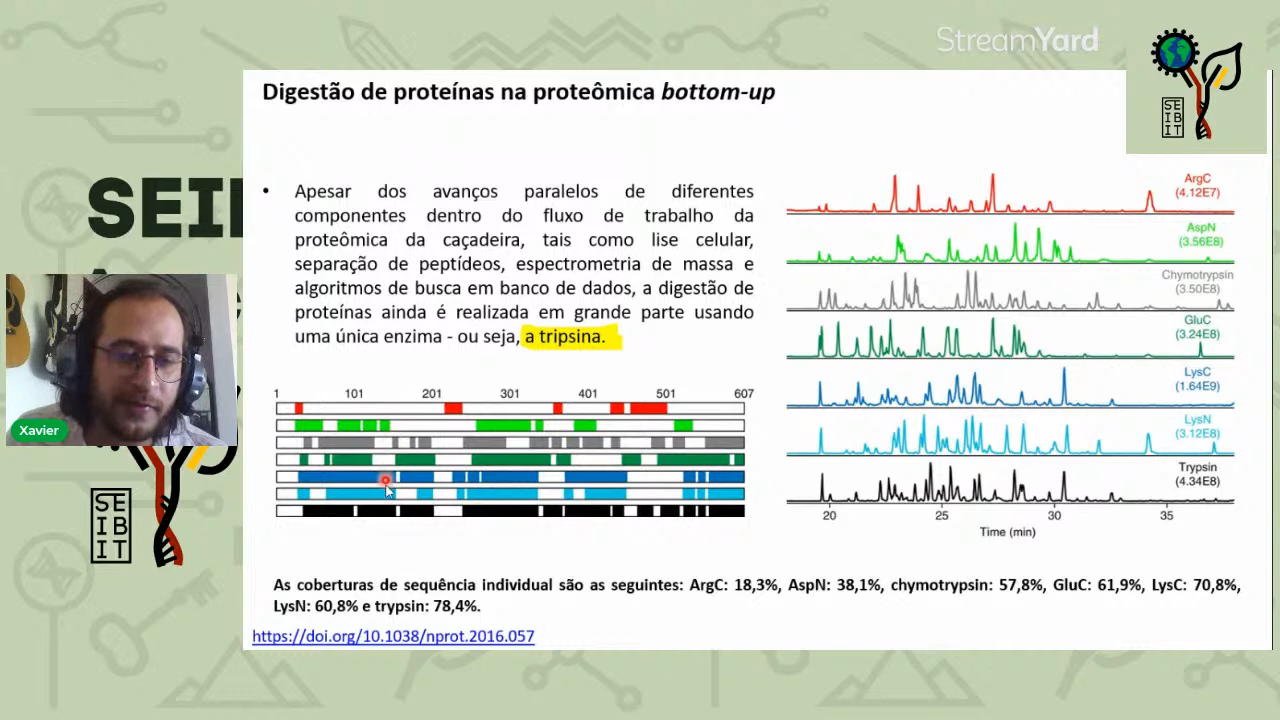 StreamYard
SEIB
Digestão de proteínas na proteômica bottom-up
SE
IB
IT
• Apesar dos avanços paralelos de diferentes
componentes dentro do fluxo de trabalho da
proteômica da caçadeira, tais como lise celular,
separação de peptídeos, espectrometria de massa e
algoritmos de busca em banco de dados, a digestão de
proteínas ainda é realizada em grande parte usando
uma única enzima - ou seja, a tripsina.
1 101 201 301 401 501 607
ArgC
(4.12E7)
AspN
(3.56E8)
Chymotrypsin
(3.50E8)
GluC
(3.24E8)
LysC
(1.64E9)
LysN
(3.12E8)
Trypsin
(4.34E8)
20 25 30 35
Time (min)
Xavier
SE
IB
IT
As coberturas de sequência individual são as seguintes: ArgC: 18,3%, AspN: 38,1%, chymotrypsin: 57,8%, GluC: 61,9%, LysC: 70,8%,
LysN: 60,8% e trypsin: 78,4%.
https://doi.org/10.1038/nprot.2016.057